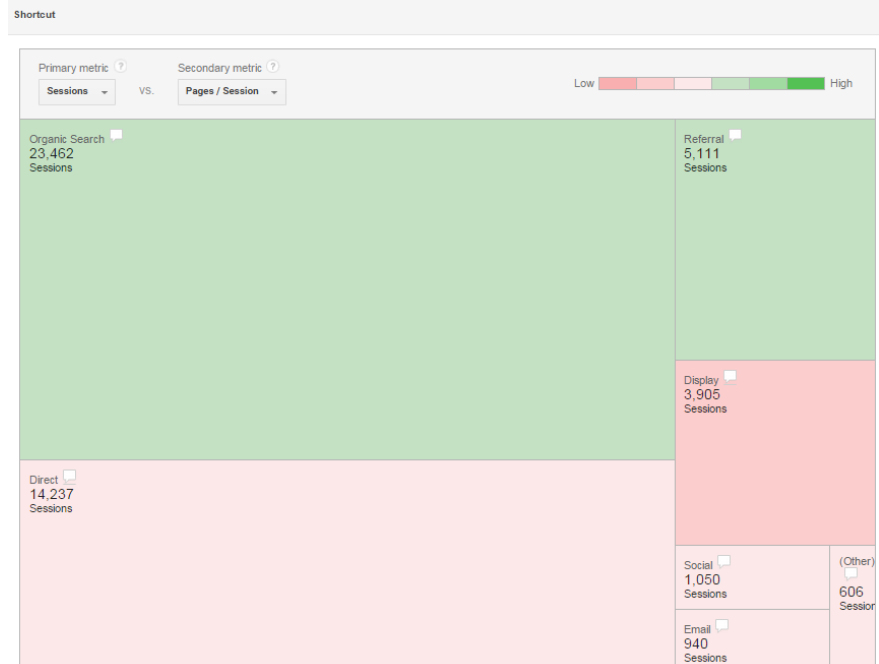 Shortcut
Primary metric ?
Secondary metric ?
Sessions
VS.
Pages / Session
Low
High
Organic Search
23,462
Sessions
Referral
5,111
Sessions
Display
3,905
Sessions
Direct
14,237
Sessions
Social
1,050
Sessions
(Other)
606
Session
Email
940
Sessions